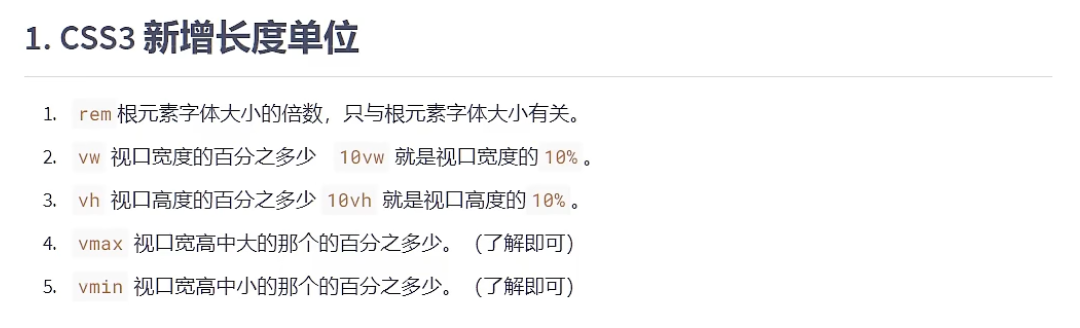 1. CSS3 新增长度单位
1. rem 根元素字体大小的倍数，只与根元素字体大小有关。
2. vw 视口宽度的百分之多少 10vw 就是视口宽度的 10% 。
3. vh 视口高度的百分之多少 10vh 就是视口高度的 10% 。
4. vmax 视口宽高中大的那个的百分之多少。（了解即可）
5. vmin 视口宽高中小的那个的百分之多少。（了解即可）